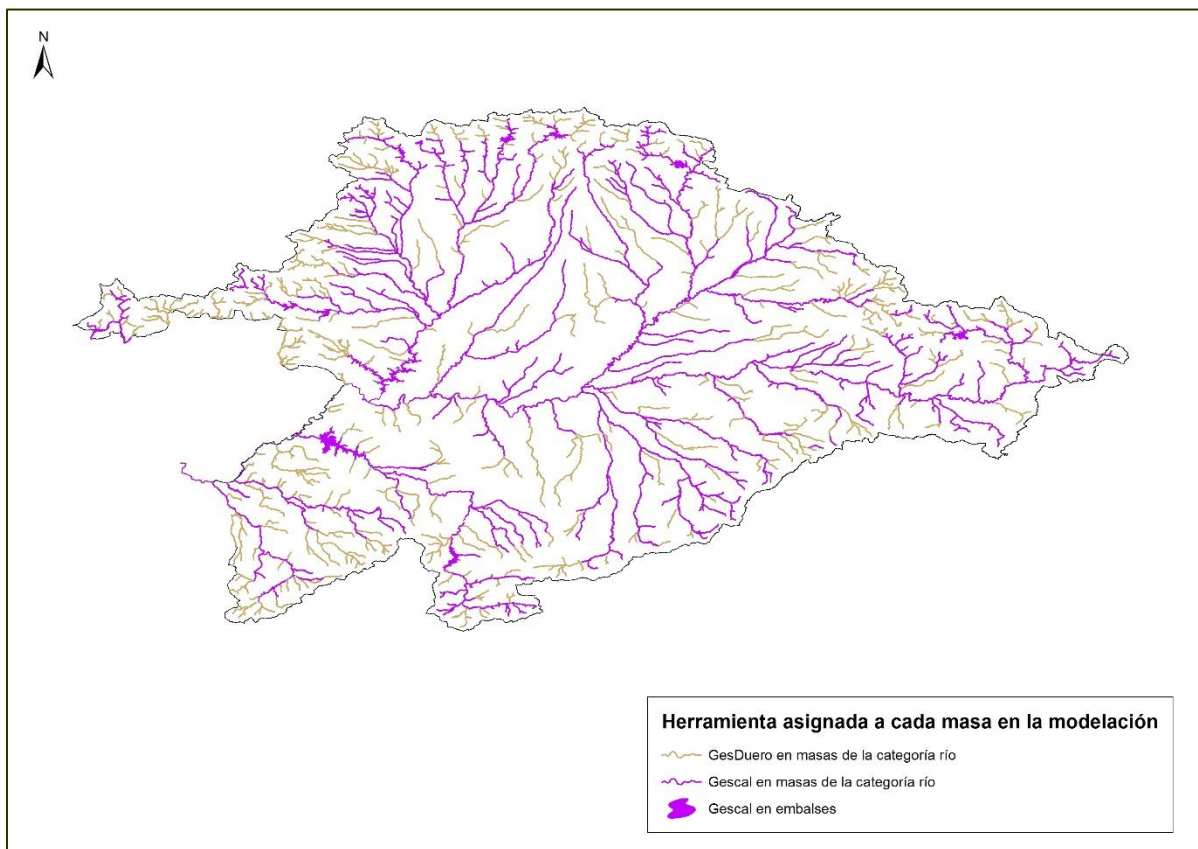 N
Herramienta asignada a cada masa en la modelación
GesDuero en masas de la categoría río
Gescal en masas de la categoría río
Gescal en embalses